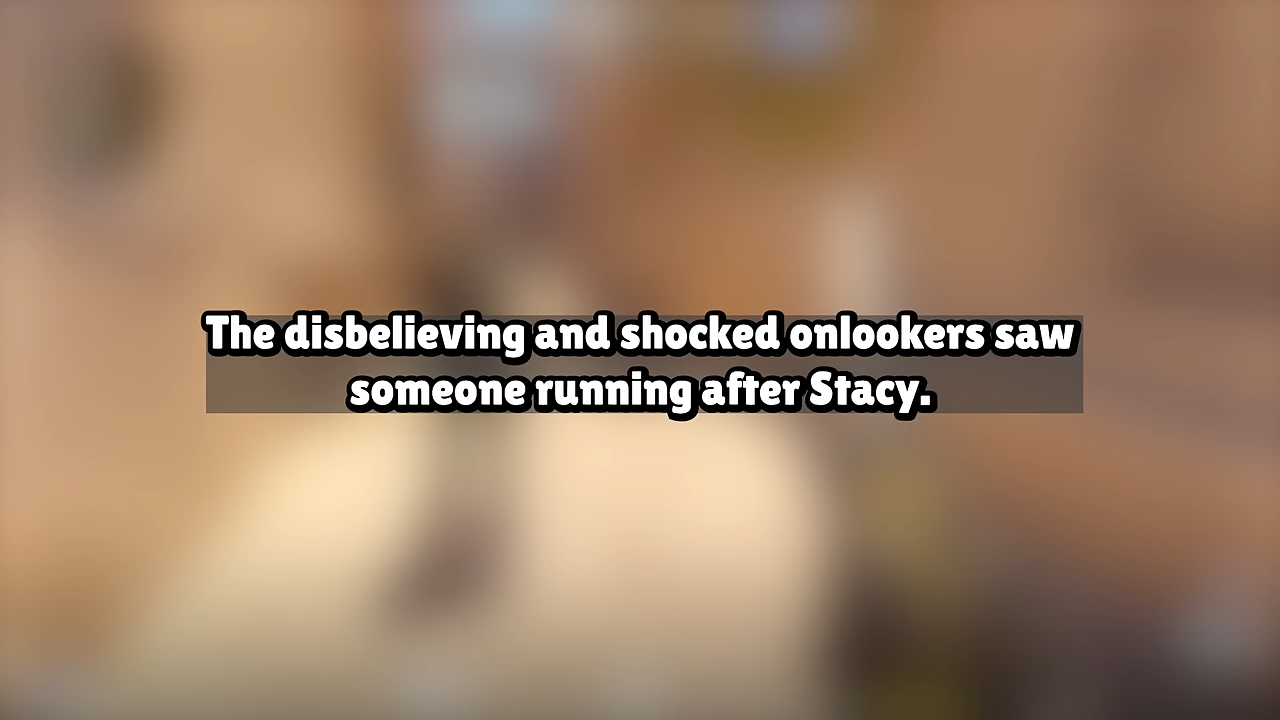 The disbelieving and shocked onlookers saw
someone running after Stacy.